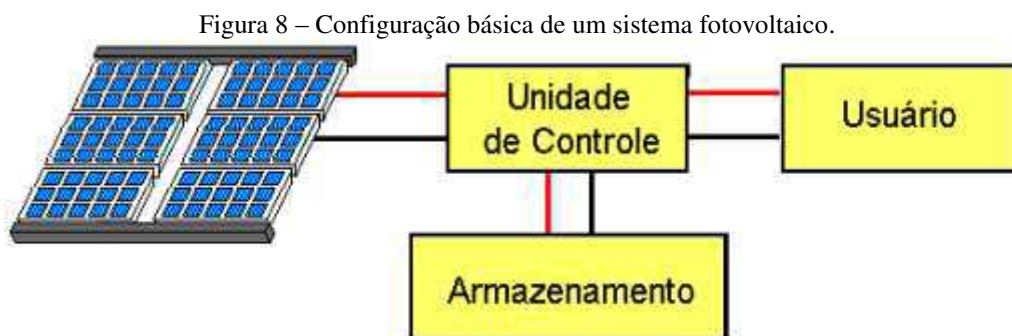 Figura 8 – Configuração básica de um sistema fotovoltaico.
Unidade
de Controle
Usuário
Armazenamento